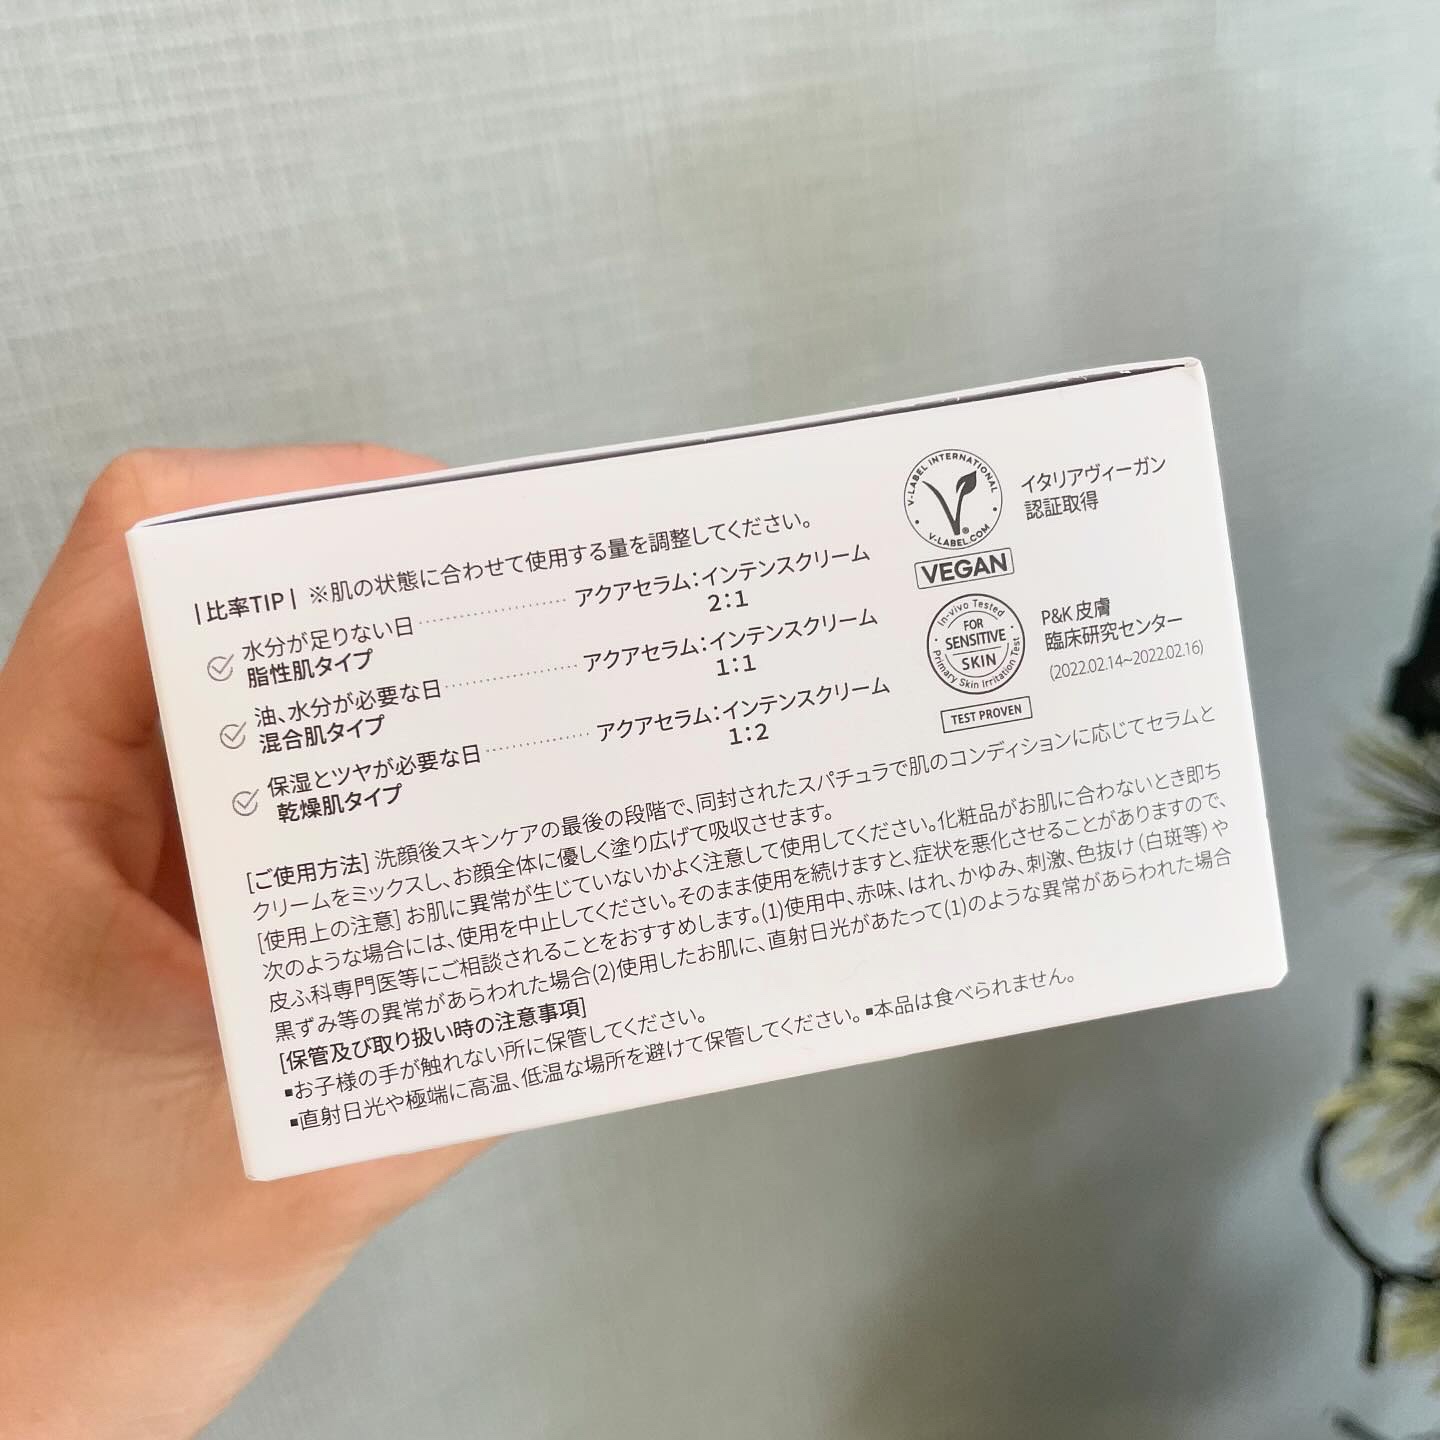 |比率TIP| ※肌の状態に合わせて使用する量を調整してください。
水分が足りない日 ........................ アクアセラム：インテンスクリーム
脂性肌タイプ 2：1
油、水分が必要な日 ........................ アクアセラム：インテンスクリーム
混合肌タイプ 1：1
保湿とツヤが必要な日 ........................ アクアセラム：インテンスクリーム
乾燥肌タイプ 1：2
V-LABEL INTERNATIONAL
V-LABEL.COM
®
VEGAN
イタリアヴィーガン
認証取得
In-vivo Tested
FOR
SENSITIVE
SKIN
Primary Skin Irritation Test
TEST PROVEN
P&K 皮膚
臨床研究センター
(2022.02.14~2022.02.16)
[ご使用方法] 洗顔後スキンケアの最後の段階で、同封されたスパチュラで肌のコンディションに応じてセラムと
クリームをミックスし、お顔全体に優しく塗り広げて吸収させます。
[使用上の注意] お肌に異常が生じていないかよく注意して使用してください。化粧品がお肌に合わないとき即ち
次のような場合には、使用を中止してください。そのまま使用を続けますと、症状を悪化させることがありますので、
皮ふ科専門医等にご相談されることをおすすめします。(1)使用中、赤味、はれ、かゆみ、刺激、色抜け(白斑等)や
黒ずみ等の異常があらわれた場合(2)使用したお肌に、直射日光があたって(1)のような異常があらわれた場合
[保管及び取り扱い時の注意事項]
▪お子様の手が触れない所に保管してください。
▪直射日光や極端に高温、低温な場所を避けて保管してください。 ▪本品は食べられません。